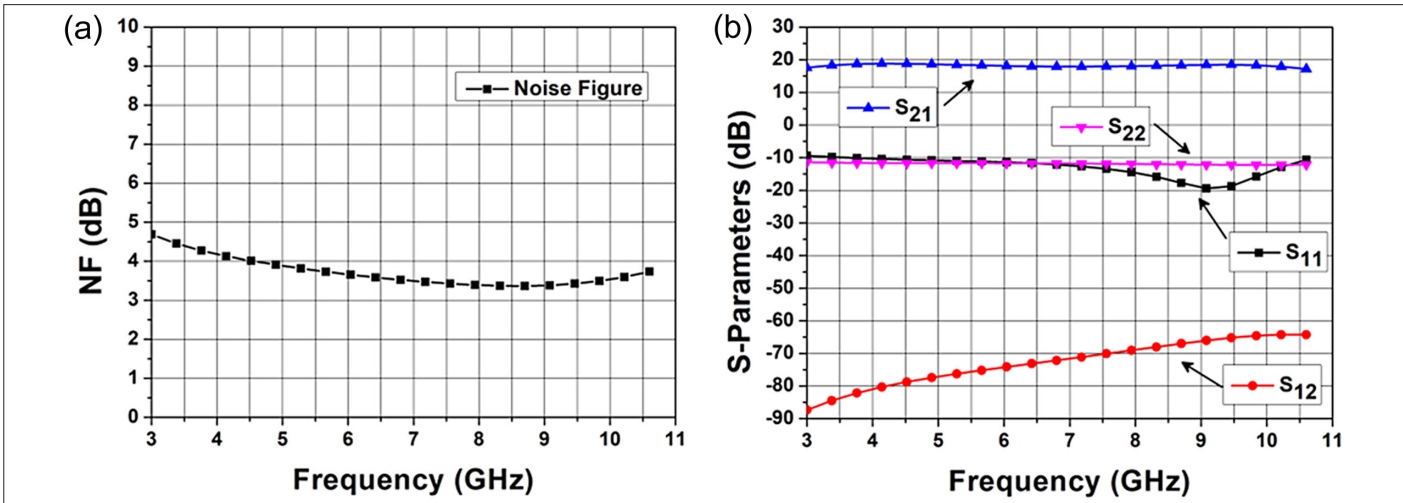 (a)
10
9
8
7
6
5
4
3
2
1
0
NF (dB)
Noise Figure
3 4 5 6 7 8 9 10 11
Frequency (GHz)
(b)
30
20
10
0
-10
-20
-30
-40
-50
-60
-70
-80
-90
S-Parameters (dB)
S21
S22
S11
S12
3 4 5 6 7 8 9 10 11
Frequency (GHz)